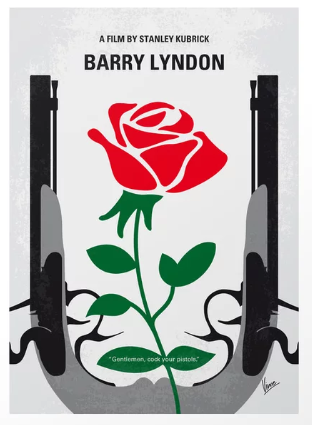 A FILM BY STANLEY KUBRICK
BARRY LYNDON
"Gentlemen, cock your pistols."